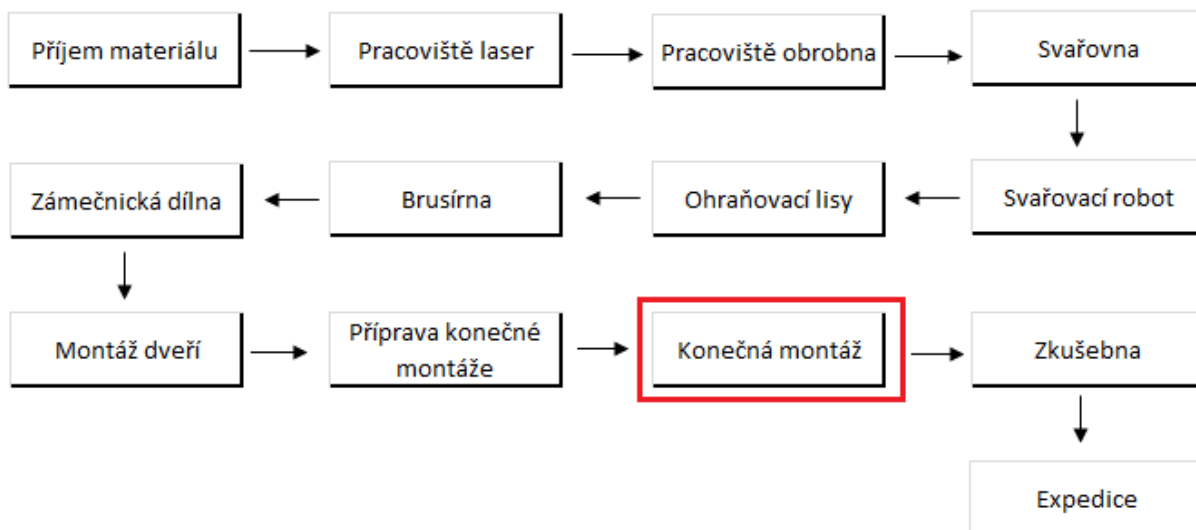 Příjem materiálu
Pracoviště laser
Pracoviště obrobna
Svařovna
Svařovací robot
Ohraňovací lisy
Brusírna
Zámečnická dílna
Montáž dveří
Příprava konečné
montáže
Konečná montáž
Zkušebna
Expedice